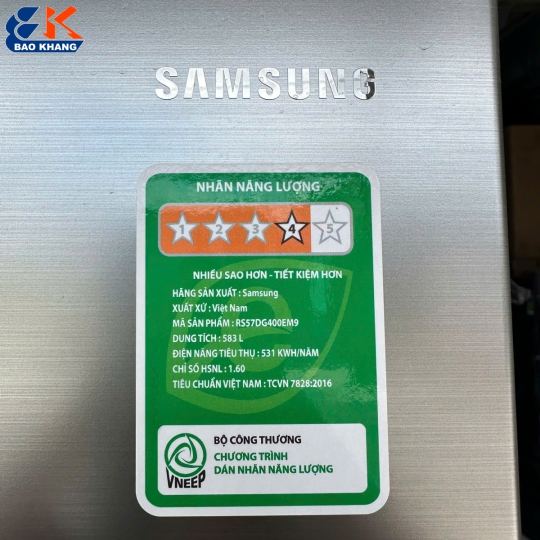 BK
BAO KHANG
SAMSUNG
NHÃN NĂNG LƯỢNG
1 2 3 4 5
NHIỀU SAO HƠN - TIẾT KIỆM HƠN
HÃNG SẢN XUẤT : Samsung
XUẤT XỨ : Việt Nam
MÃ SẢN PHẨM : RS57DG400EM9
DUNG TÍCH : 583 L
ĐIỆN NĂNG TIÊU THỤ : 531 KWH/NĂM
CHỈ SỐ HSNL : 1.60
TIÊU CHUẨN VIỆT NAM : TCVN 7828:2016
BỘ CÔNG THƯƠNG
CHƯƠNG TRÌNH
DÁN NHÃN NĂNG LƯỢNG
VNEEP